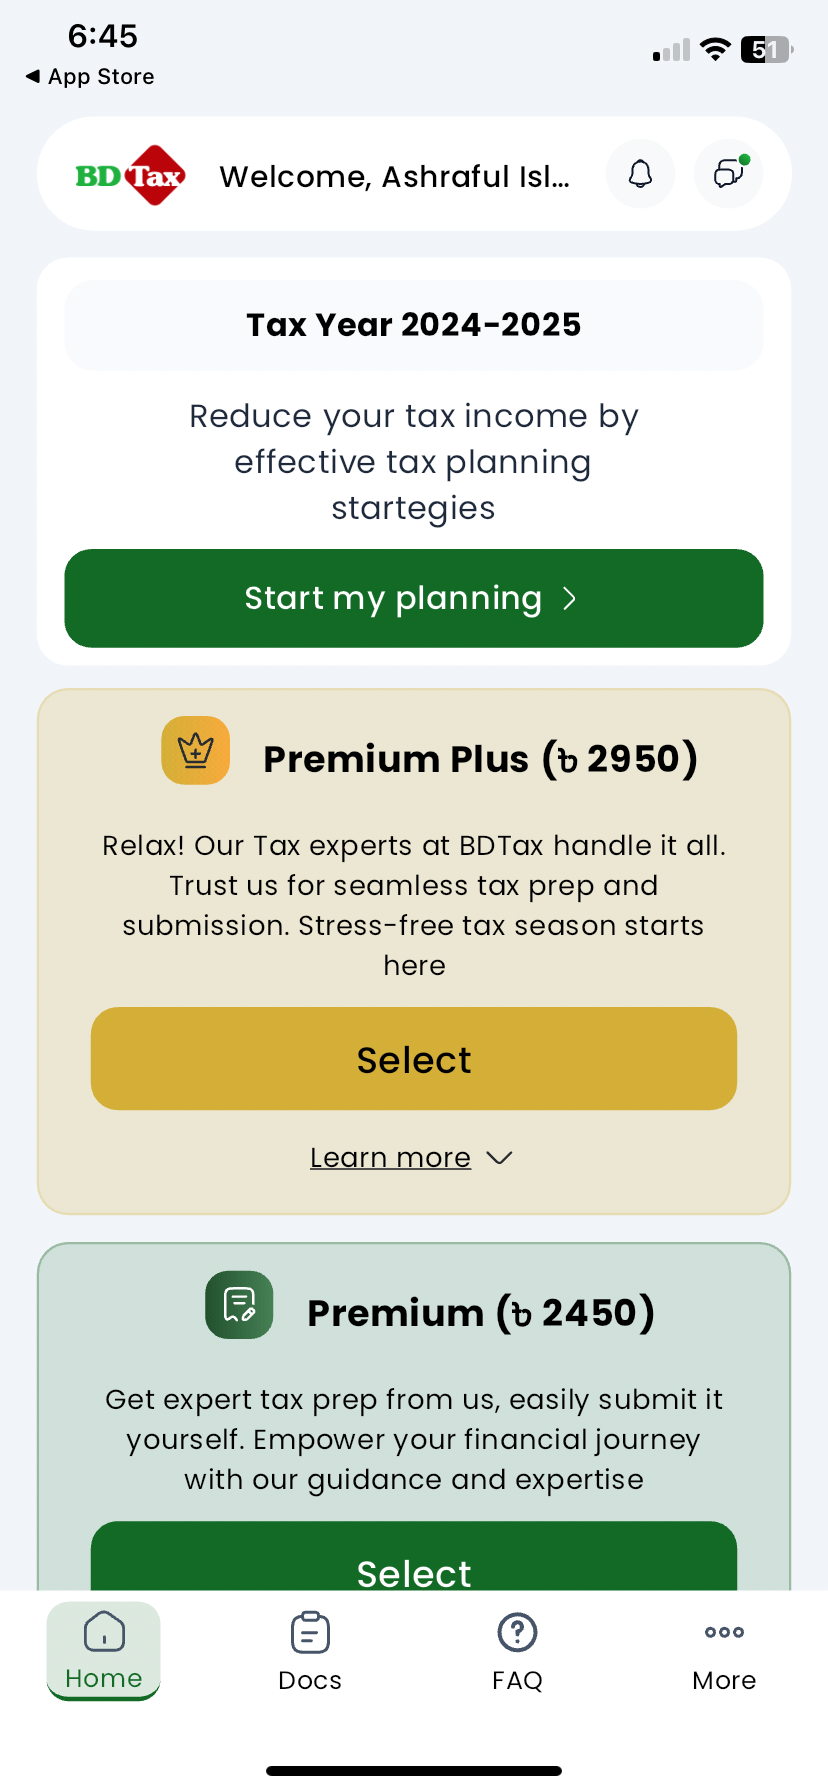 6:45
51
◀ App Store
BD Tax
Welcome, Ashraful Isl...
Tax Year 2024-2025
Reduce your tax income by
effective tax planning
startegies
Start my planning
Premium Plus (৳ 2950)
Relax! Our Tax experts at BDTax handle it all.
Trust us for seamless tax prep and
submission. Stress-free tax season starts
here
Select
Learn more
Premium (৳ 2450)
Get expert tax prep from us, easily submit it
yourself. Empower your financial journey
with our guidance and expertise
Select
Home
Docs
FAQ
More